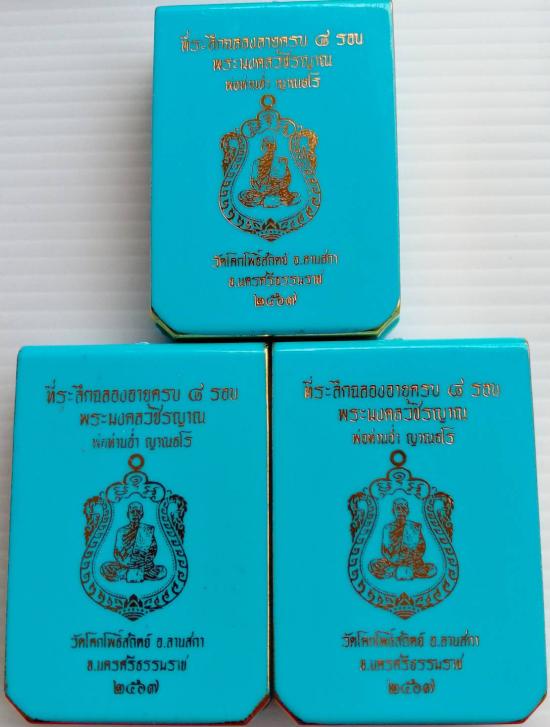 ที่ระลึกฉลองอายุครบ ๘ รอบ
พระมงคลวัชิรญาณ
พ่อท่านฮ่ำ ญาณธโร
วัดโคกโพธิ์สถิตย์ อ.ลานสกา
จ.นครศรีธรรมราช
๒๕๖๗
ที่ระลึกฉลองอายุครบ ๘ รอบ
พระมงคลวัชิรญาณ
พ่อท่านฮ่ำ ญาณธโร
วัดโคกโพธิ์สถิตย์ อ.ลานสกา
จ.นครศรีธรรมราช
๒๕๖๗
ที่ระลึกฉลองอายุครบ ๘ รอบ
พระมงคลวัชิรญาณ
พ่อท่านฮ่ำ ญาณธโร
วัดโคกโพธิ์สถิตย์ อ.ลานสกา
จ.นครศรีธรรมราช
๒๕๖๗